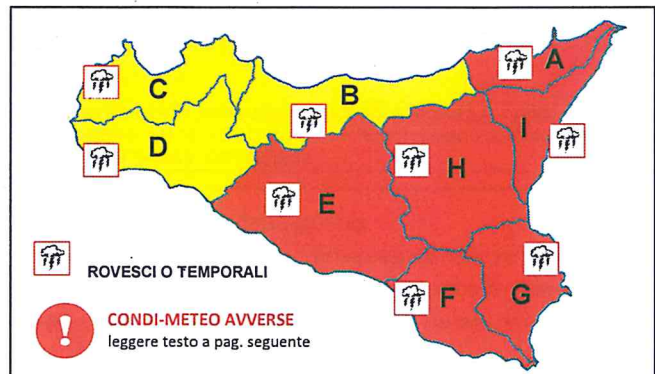 A
C
B
I
D
H
E
F
G
ROVESCI O TEMPORALI
!
CONDI-METEO AVVERSE
leggere testo a pag. seguente